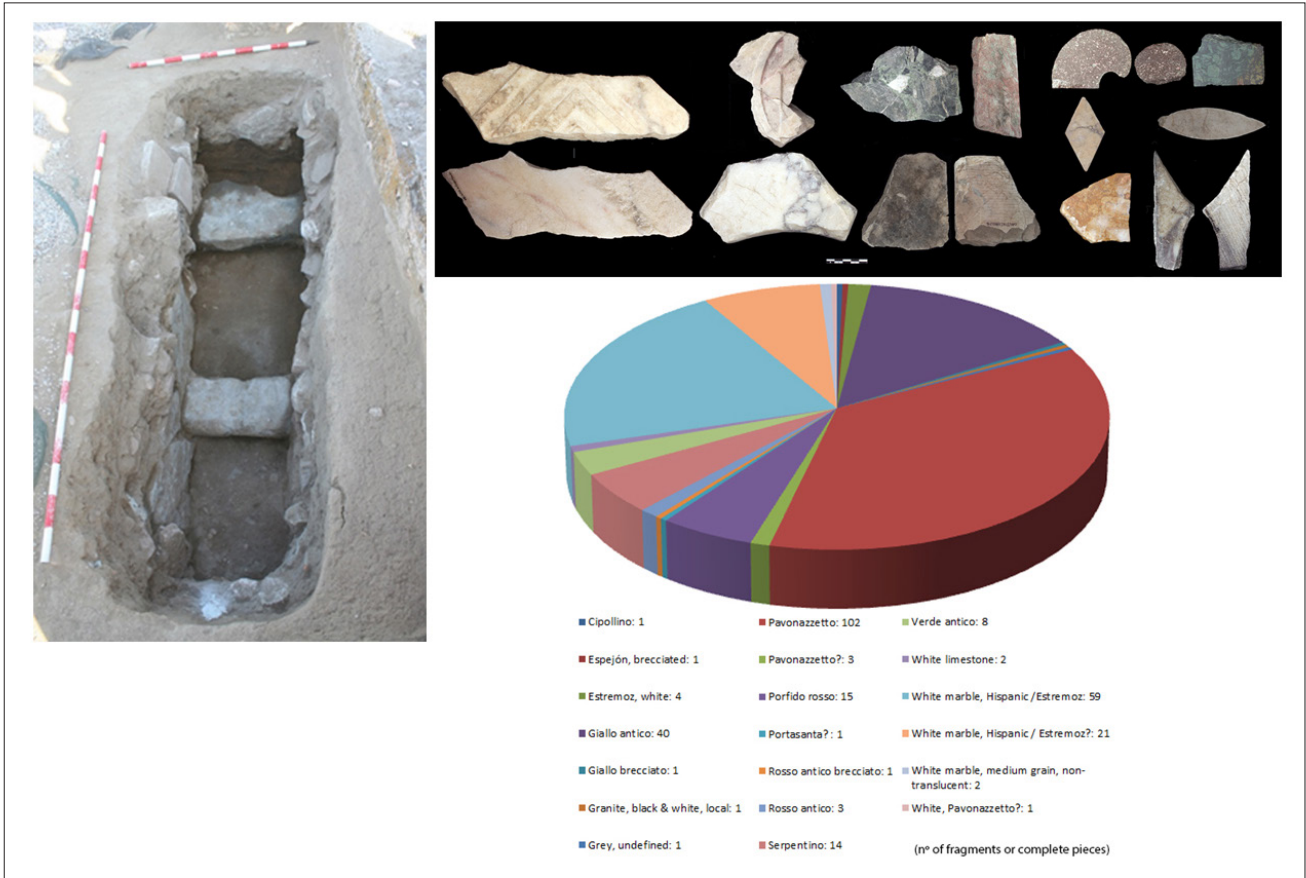 Cipollino: 1
Pavonazzetto: 102
Verde antico: 8
Espejón, brecciated: 1
Pavonazzetto?: 3
White limestone: 2
Estremoz, white: 4
Porfido rosso: 15
White marble, Hispanic /Estremoz: 59
Giallo antico: 40
Portasanta? : 1
White marble, Hispanic / Estremoz?: 21
Giallo brecciato: 1
Rosso antico brecciato: 1
White marble, medium grain, non-
translucent: 2
Granite, black & white, local: 1
Rosso antico: 3
White, Pavonazzetto?: 1
Grey, undefined: 1
Serpentino: 14
(nº of fragments or complete pieces)